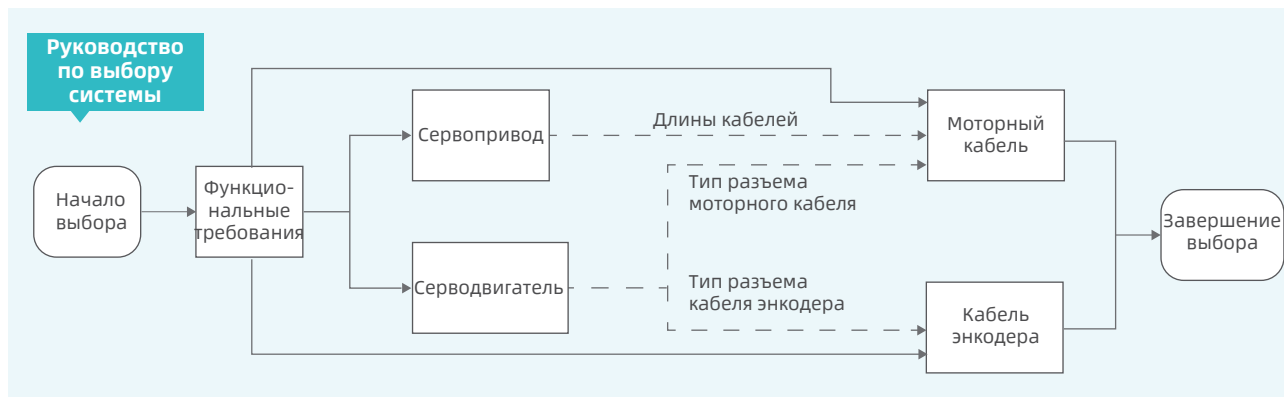 Руководство
по выбору
системы
Начало
выбора
Функцио-
нальные
требования
Сервопривод
Серводвигатель
Длины кабелей
Тип разъема
моторного кабеля
Тип разъема
кабеля энкодера
Моторный
кабель
Кабель
энкодера
Завершение
выбора